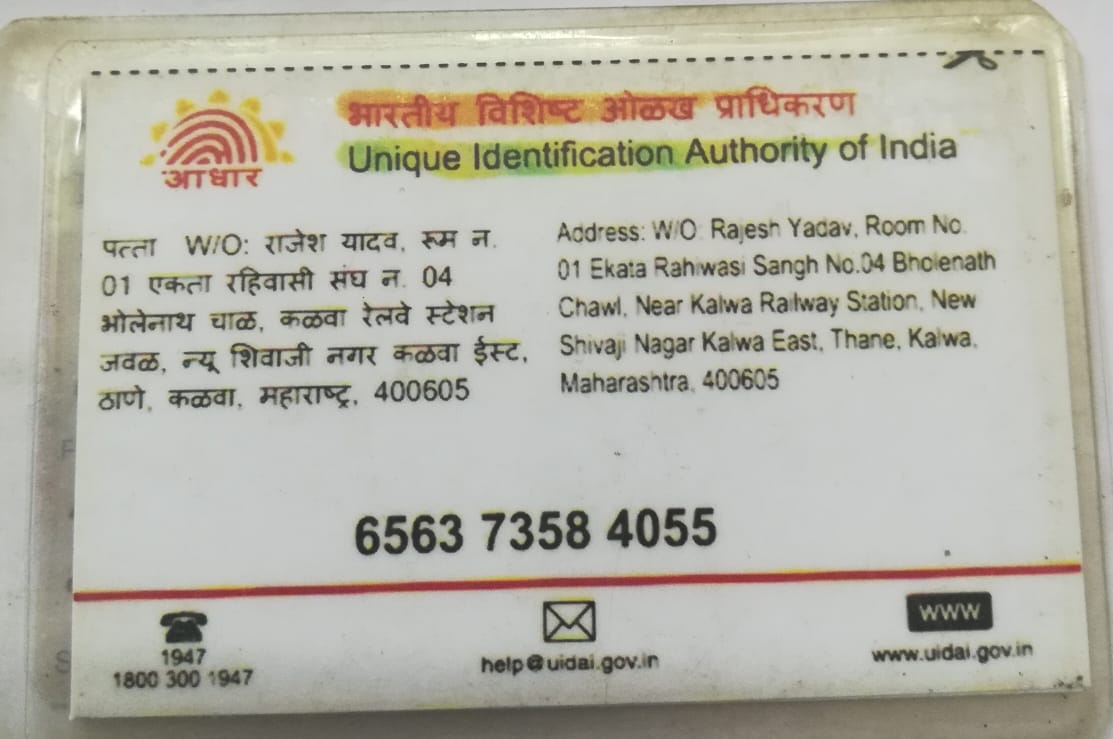 भारतीय विशिष्ट ओळख प्राधिकरण
Unique Identification Authority of India
आधार
पत्ता W/O: राजेश यादव, रूम न.
01 एकता रहिवासी संघ न. 04
भोलेनाथ चाळ, कळवा रेलवे स्टेशन
जवळ, न्यू शिवाजी नगर कळवा ईस्ट,
ठाणे, कळवा, महाराष्ट्र, 400605
Address: W/O: Rajesh Yadav, Room No.
01 Ekata Rahiwasi Sangh No.04 Bholenath
Chawl, Near Kalwa Railway Station, New
Shivaji Nagar Kalwa East, Thane, Kalwa,
Maharashtra, 400605
6563 7358 4055
1947
1800 300 1947
help@uidai.gov.in
WWW
www.uidai.gov.in